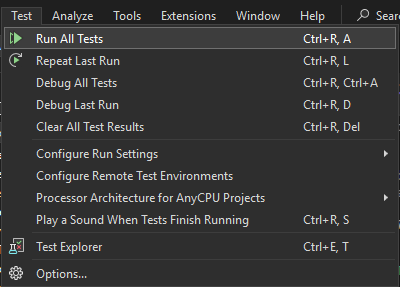 Test Analyze Tools Extensions Window Help Search
Run All Tests Ctrl+R, A
Repeat Last Run Ctrl+R, L
Debug All Tests Ctrl+R, Ctrl+A
Debug Last Run Ctrl+R, D
Clear All Test Results Ctrl+R, Del
Configure Run Settings
Configure Remote Test Environments
Processor Architecture for AnyCPU Projects
Play a Sound When Tests Finish Running Ctrl+R, S
Test Explorer Ctrl+E, T
Options...